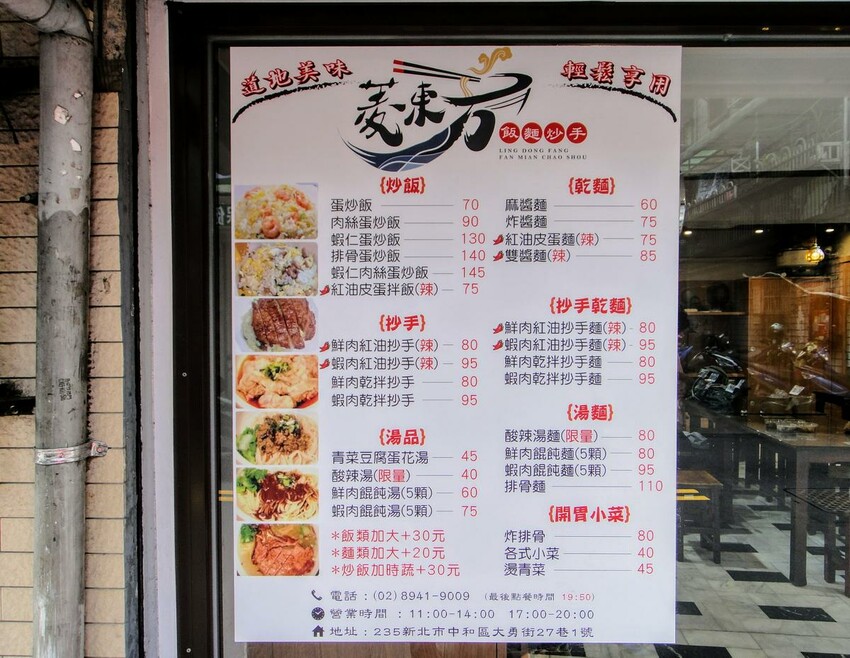 道地美味
輕鬆享用
菱東方
飯麵炒手
LING DONG FANG
FAN MIAN CHAO SHOU
{炒飯}
蛋炒飯 70
肉絲蛋炒飯 90
蝦仁蛋炒飯 130
排骨蛋炒飯 140
蝦仁肉絲蛋炒飯 145
紅油皮蛋拌飯(辣) 75
{抄手}
鮮肉紅油抄手(辣) 80
蝦肉紅油抄手(辣) 95
鮮肉乾拌抄手 80
蝦肉乾拌抄手 95
{湯品}
青菜豆腐蛋花湯 45
酸辣湯(限量) 40
鮮肉餛飩湯(5顆) 60
蝦肉餛飩湯(5顆) 75
*飯類加大+30元
*麵類加大+20元
*炒飯加時蔬+30元
{乾麵}
麻醬麵 60
炸醬麵 75
紅油皮蛋麵(辣) 75
雙醬麵(辣) 85
{抄手乾麵}
鮮肉紅油抄手麵(辣) 80
蝦肉紅油抄手麵(辣) 95
鮮肉乾拌抄手麵 80
蝦肉乾拌抄手麵 95
{湯麵}
酸辣湯麵(限量) 80
鮮肉餛飩麵(5顆) 80
蝦肉餛飩麵(5顆) 95
排骨麵 110
{開胃小菜}
炸排骨 80
各式小菜 40
燙青菜 45
電話：(02) 8941-9009 (最後點餐時間 19:50)
營業時間：11:00-14:00 17:00-20:00
地址：235新北市中和區大勇街27巷1號